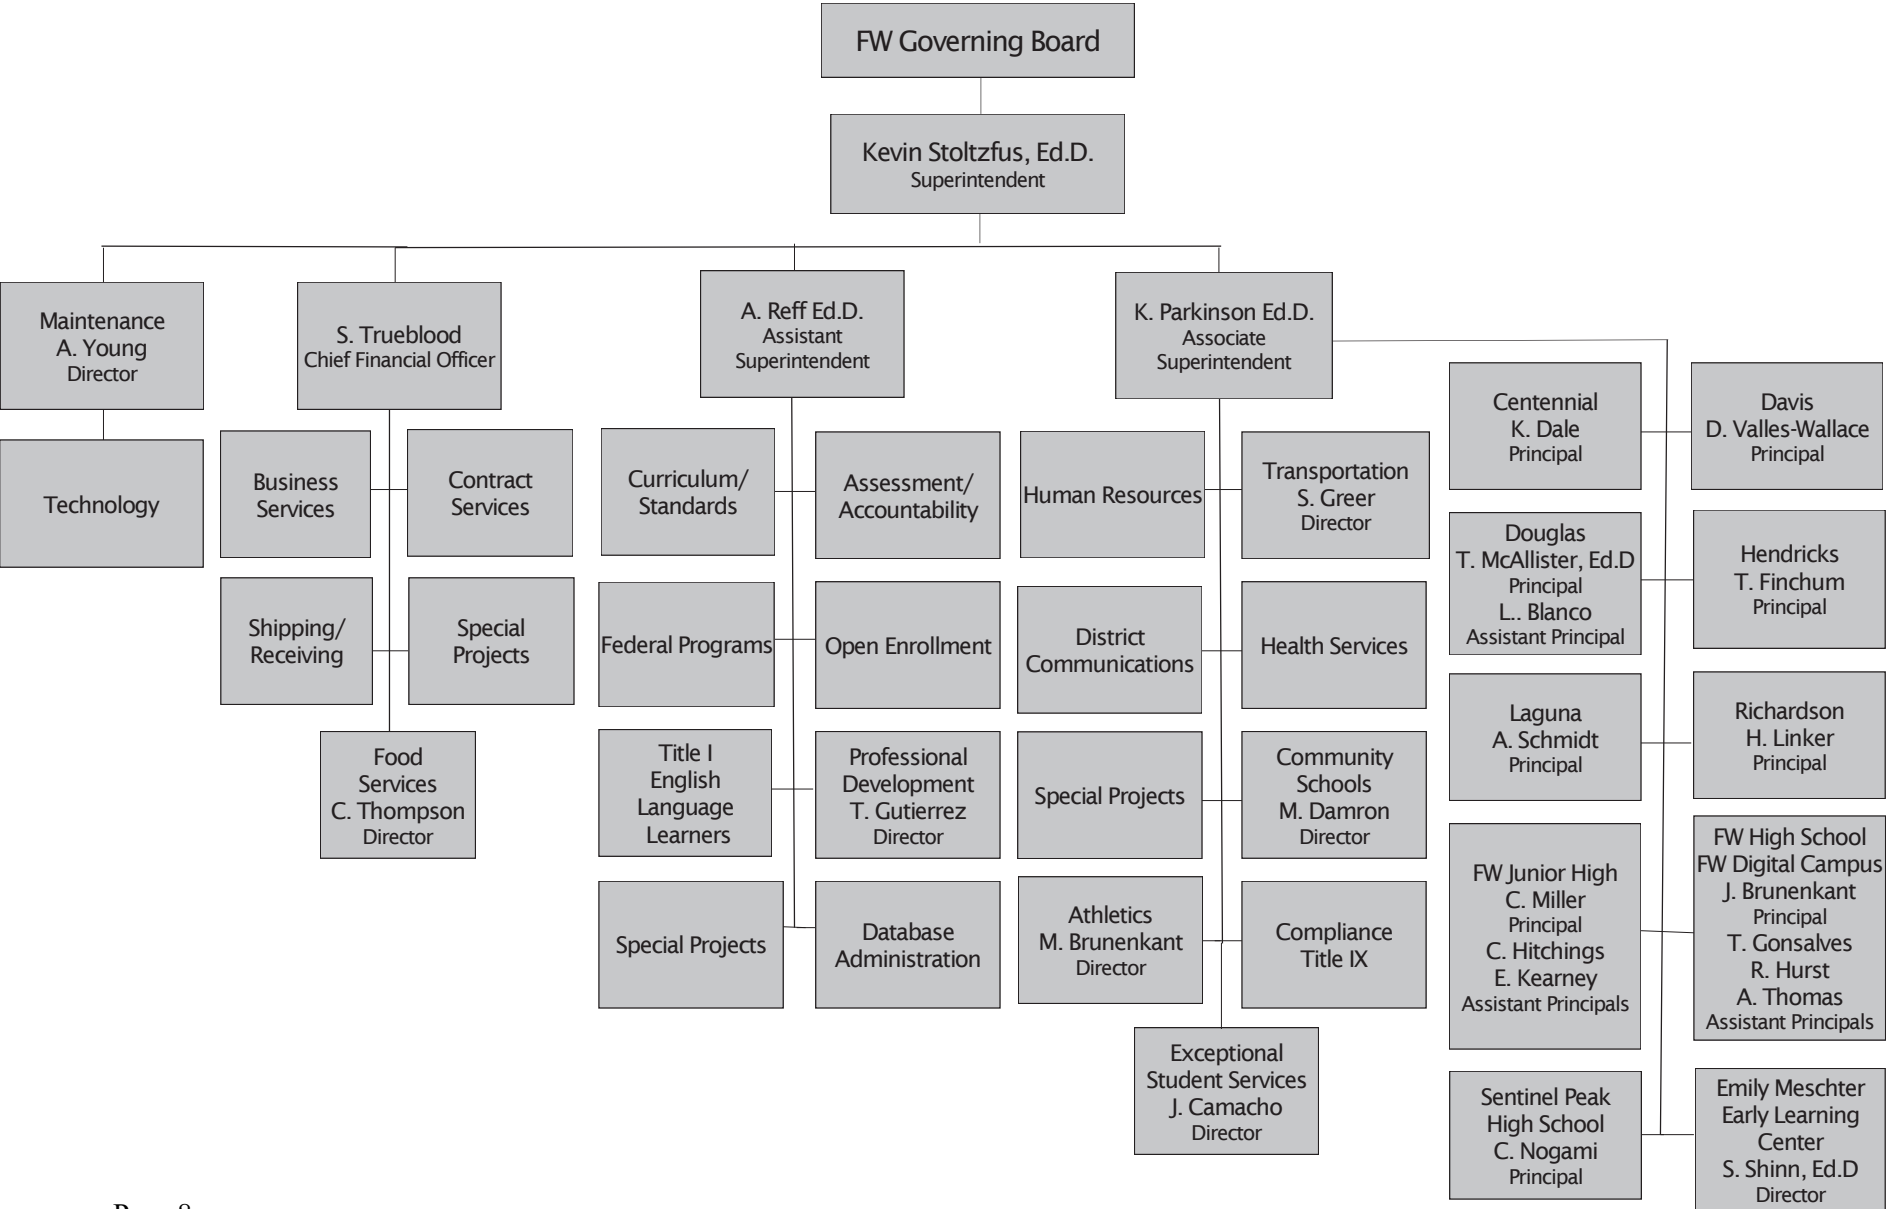 FW Governing Board
Kevin Stoltzfus, Ed.D.
Superintendent
Maintenance
A. Young
Director
S. Trueblood
Chief Financial Officer
A. Reff Ed.D.
Assistant
Superintendent
K. Parkinson Ed.D.
Associate
Superintendent
Technology
Business
Services
Contract
Services
Shipping/
Receiving
Special
Projects
Food
Services
C. Thompson
Director
Curriculum/
Standards
Assessment/
Accountability
Federal Programs
Open Enrollment
Title I
English
Language
Learners
Professional
Development
T. Gutierrez
Director
Special Projects
Database
Administration
Human Resources
Transportation
S. Greer
Director
District
Communications
Health Services
Special Projects
Community
Schools
M. Damron
Director
Athletics
M. Brunenkant
Director
Compliance
Title IX
Exceptional
Student Services
J. Camacho
Director
Centennial
K. Dale
Principal
Davis
D. Valles-Wallace
Principal
Douglas
T. McAllister, Ed.D
Principal
L.. Blanco
Assistant Principal
Hendricks
T. Finchum
Principal
Laguna
A. Schmidt
Principal
Richardson
H. Linker
Principal
FW Junior High
C. Miller
Principal
C. Hitchings
E. Kearney
Assistant Principals
FW High School
FW Digital Campus
J. Brunenkant
Principal
T. Gonsalves
R. Hurst
A. Thomas
Assistant Principals
Sentinel Peak
High School
C. Nogami
Principal
Emily Meschter
Early Learning
Center
S. Shinn, Ed.D
Director